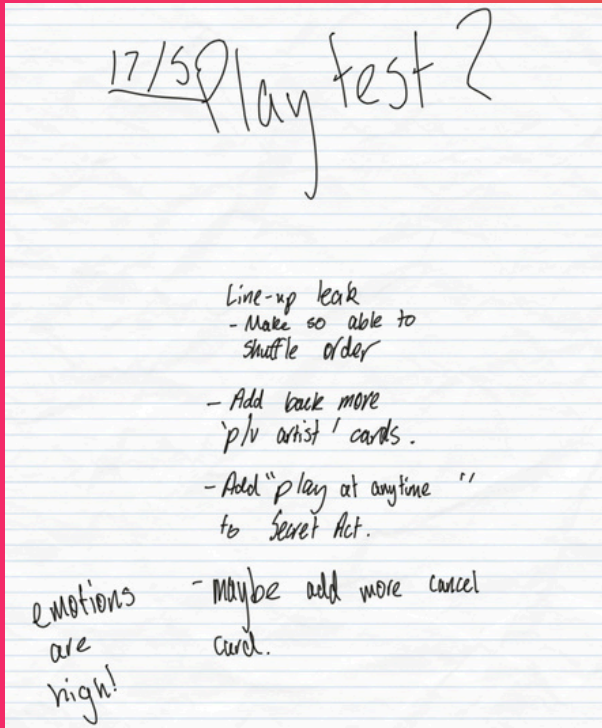 17/5 Play test 2
Line-up leak
- Make so able to
shuffle order
- Add back more
'p/v artist' cards.
- Add "play at anytime "
to Secret Act.
- maybe add more cancel
card.
emotions
are
high!